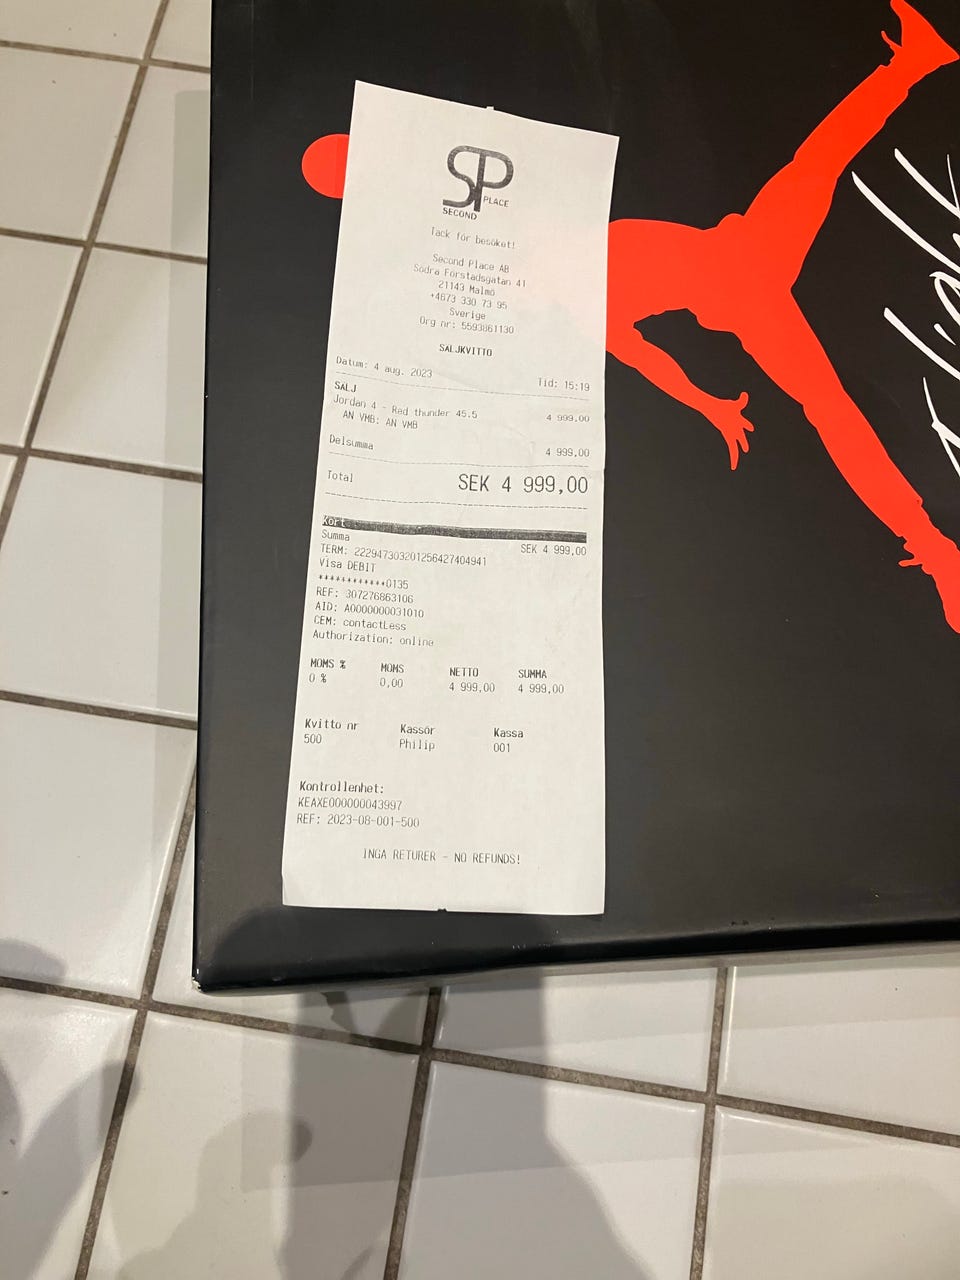 SP
SECOND PLACE
Tack för besöket!
Second Place AB
Södra Förstadsgatan 41
21143 Malmö
+4673 330 73 95
Sverige
Org nr: 5593861130
SÄLJKVITTO
Datum: 4 aug. 2023 Tid: 15:19
SÄLJ
Jordan 4 - Red thunder 45.5 4 999,00
AN VMB: AN VMB
Delsumma 4 999,00
Total SEK 4 999,00
Kort
Summa SEK 4 999,00
TERM: 222947303201256427404941
Visa DEBIT
************0135
REF: 307276863106
AID: A0000000031010
CEM: contactLess
Authorization: online
MOMS % MOMS NETTO SUMMA
0 % 0,00 4 999,00 4 999,00
Kvitto nr Kassör Kassa
500 Philip 001
Kontrollenhet:
KEAXE000000043997
REF: 2023-08-001-500
INGA RETURER - NO REFUNDS!
Flight